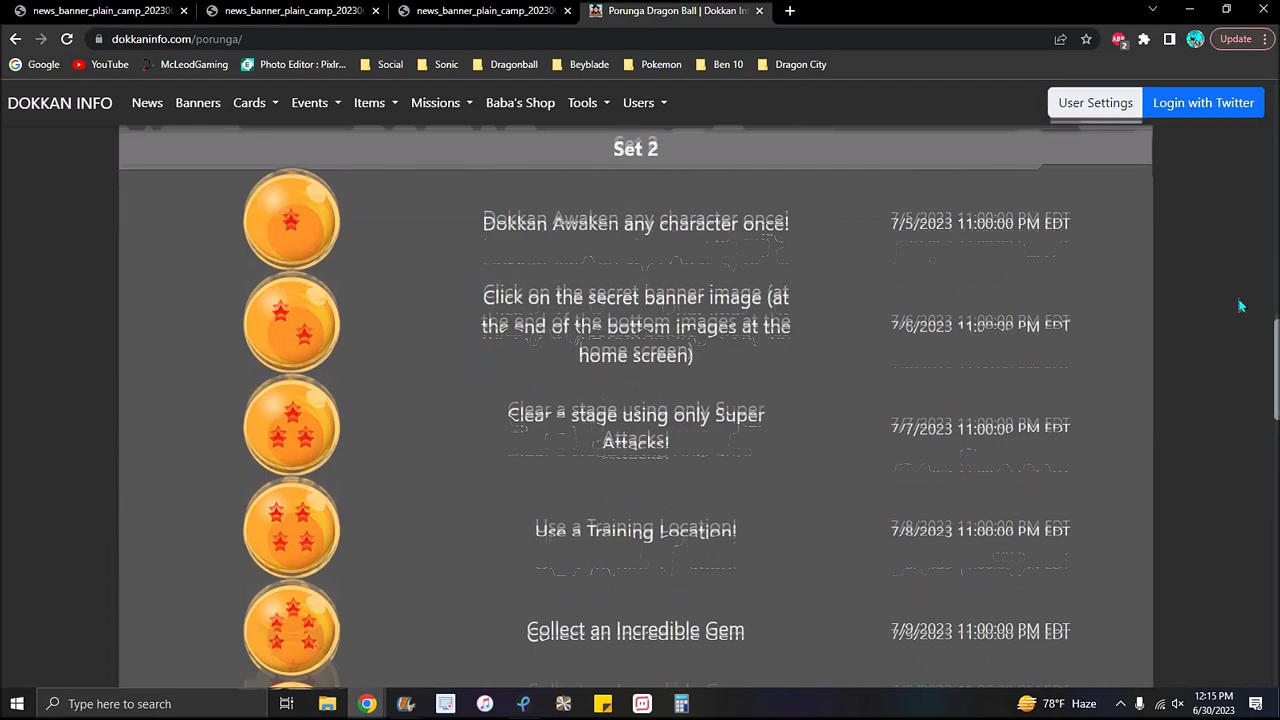 news_banner_plain_camp_20230
news_banner_plain_camp_20230
news_banner_plain_camp_20230
Porunga Dragon Ball | Dokkan In
dokkaninfo.com/porunga/
Update
Google
YouTube
McLeodGaming
Photo Editor : Pixlr...
Social
Sonic
Dragonball
Beyblade
Pokemon
Ben 10
Dragon City
DOKKAN INFO
News
Banners
Cards
Events
Items
Missions
Baba's Shop
Tools
Users
User Settings
Login with Twitter
Set 2
Dokkan Awaken any character once!
7/5/2023 11:00:00 PM EDT
Click on the secret banner image (at
the end of the bottom images at the
home screen)
7/6/2023 11:00:00 PM EDT
Clear a stage using only Super
Attacks!
7/7/2023 11:00:00 PM EDT
Use a Training Location!
7/8/2023 11:00:00 PM EDT
Collect an Incredible Gem
7/9/2023 11:00:00 PM EDT
Type here to search
78°F Haze
12:15 PM
6/30/2023